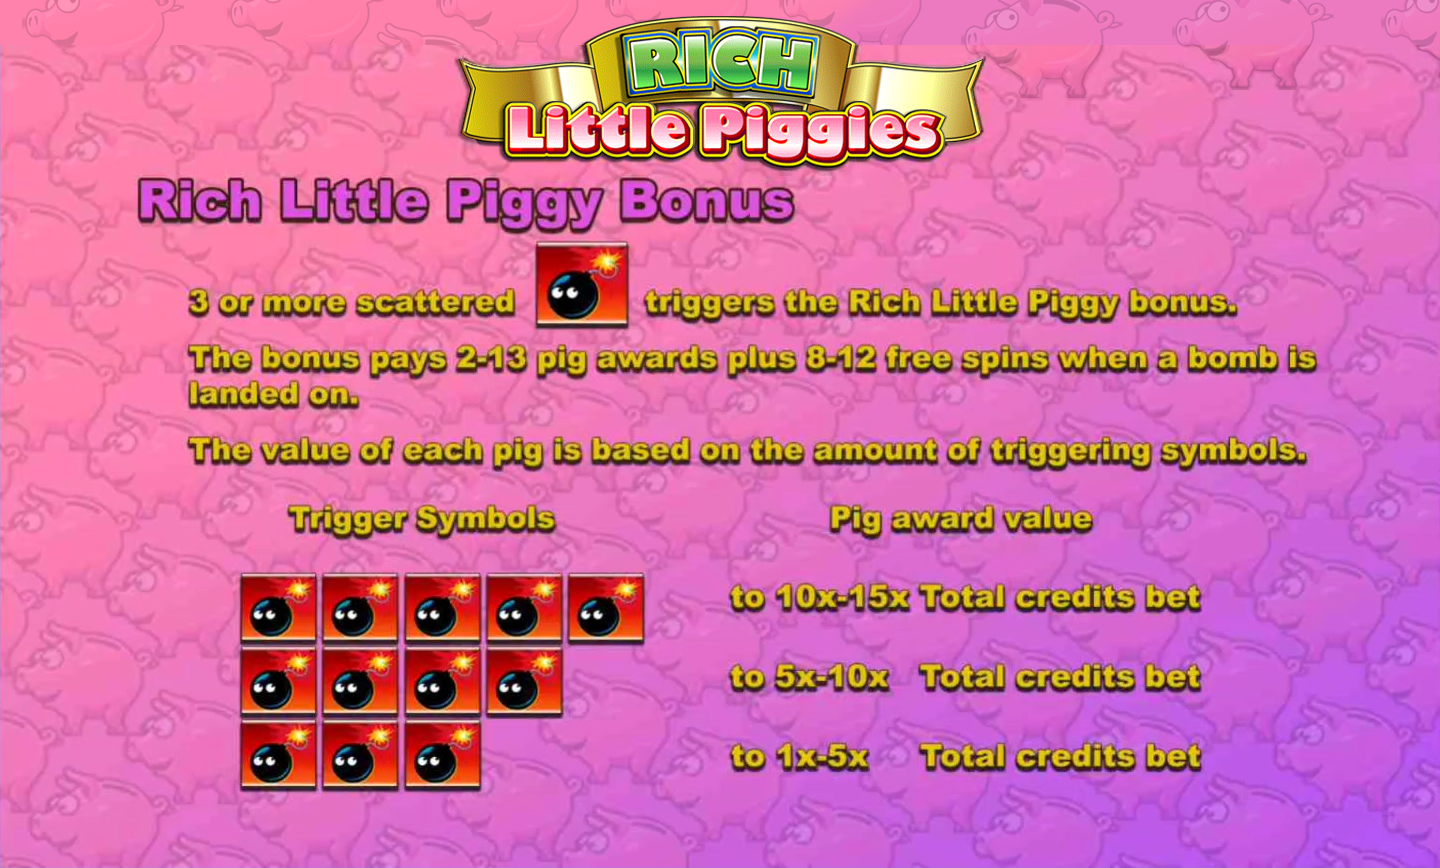 RICH
Little Piggies
Rich Little Piggy Bonus
3 or more scattered triggers the Rich Little Piggy bonus.
The bonus pays 2-13 pig awards plus 8-12 free spins when a bomb is
landed on.
The value of each pig is based on the amount of triggering symbols.
Trigger Symbols Pig award value
to 10x-15x Total credits bet
to 5x-10x Total credits bet
to 1x-5x Total credits bet